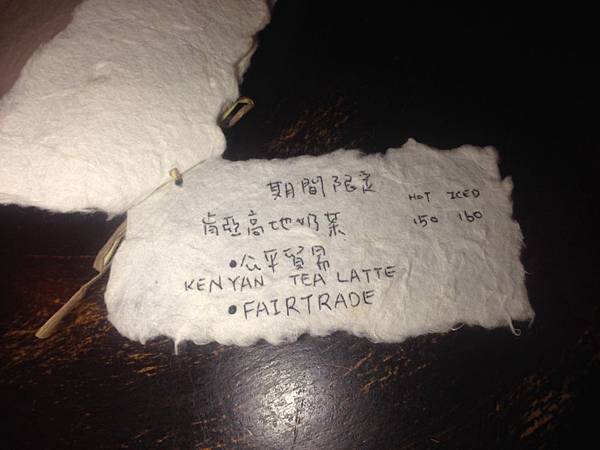 期間限定
HOT ICED
肯亞高地奶茶 150 160
•公平貿易
KENYAN TEA LATTE
•FAIRTRADE